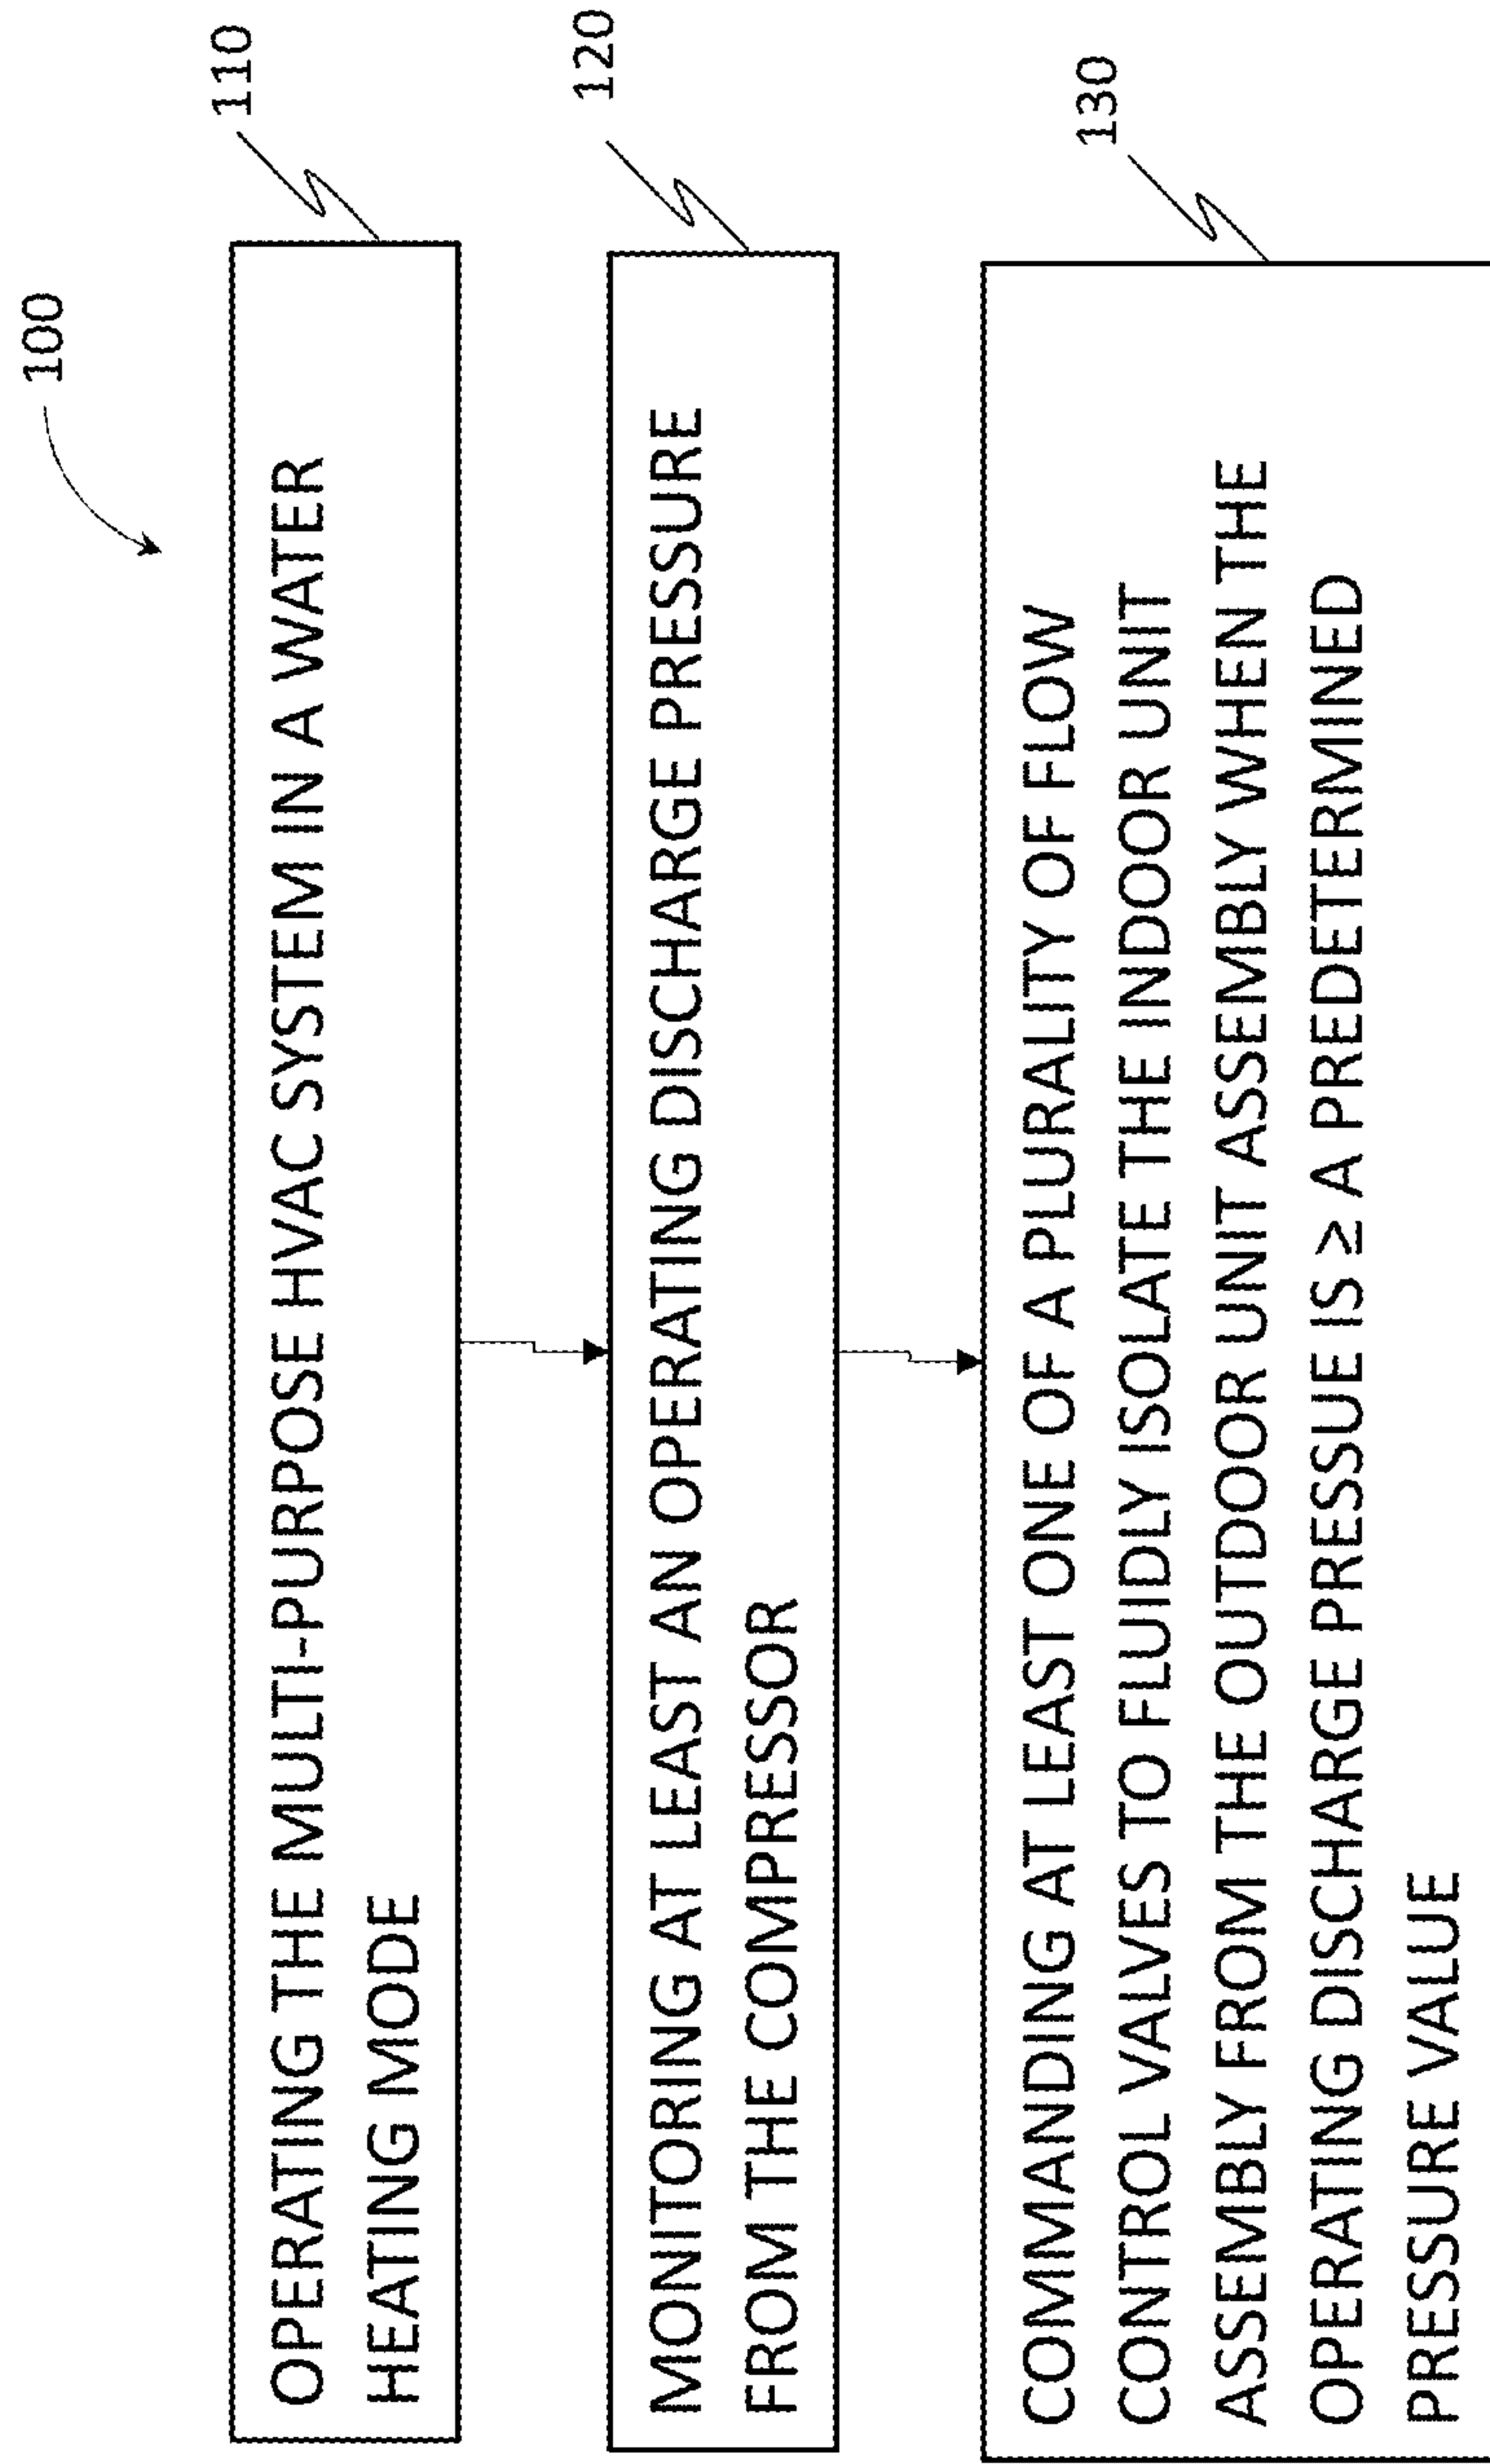 100
OPERATING THE MULTI-PURPOSE HVAC SYSTEM IN A WATER
HEATING MODE
110
MONITORING AT LEAST AN OPERATING DISCHARGE PRESSURE
FROM THE COMPRESSOR
120
COMMANDING AT LEAST ONE OF A PLURALITY OF FLOW
CONTROL VALVES TO FLUIDLY ISOLATE THE INDOOR UNIT
ASSEMBLY FROM THE OUTDOOR UNIT ASSEMBLY WHEN THE
OPERATING DISCHARGE PRESSUE IS ≥ A PREDETERMINED
PRESSURE VALUE
130